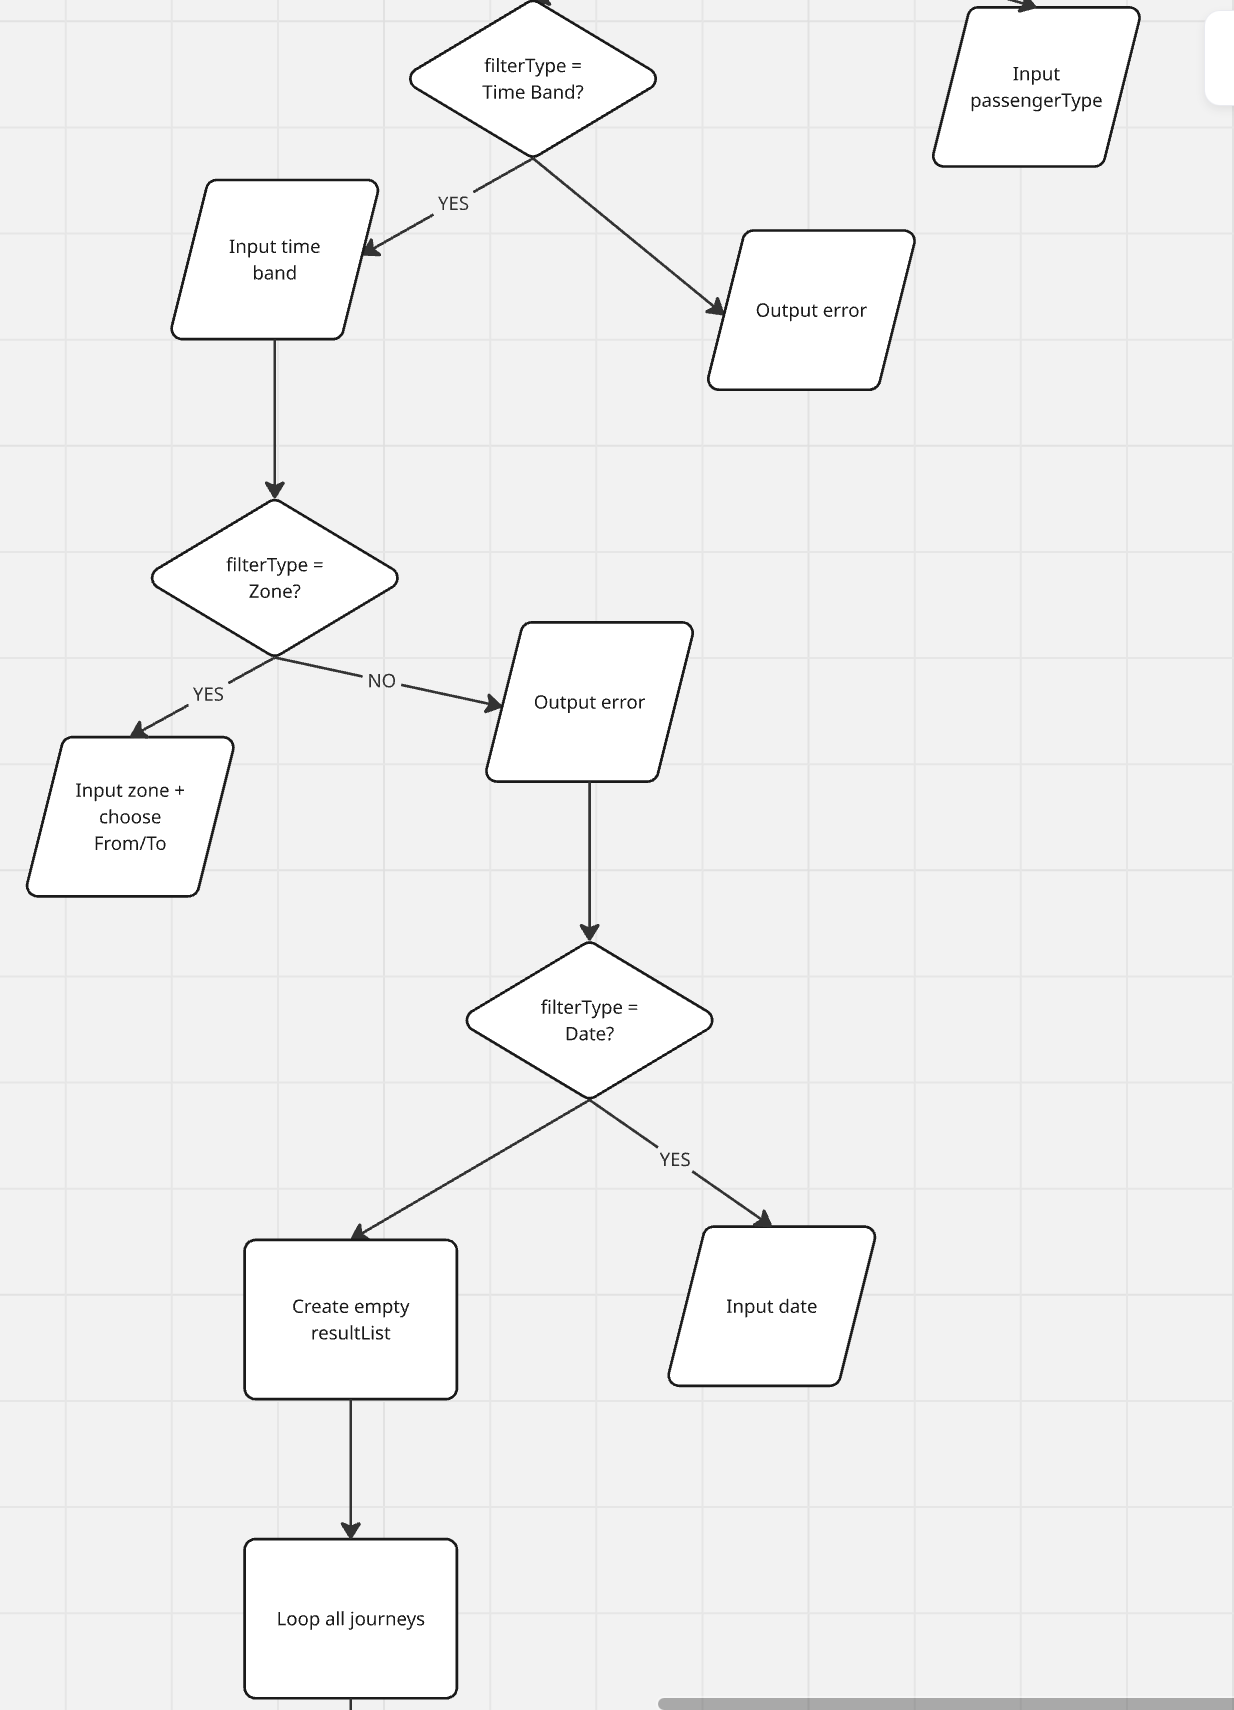 filterType =
Time Band?
Input
passengerType
YES
Input time
band
Output error
filterType =
Zone?
YES
NO
Output error
Input zone +
choose
From/To
filterType =
Date?
YES
Create empty
resultList
Input date
Loop all journeys